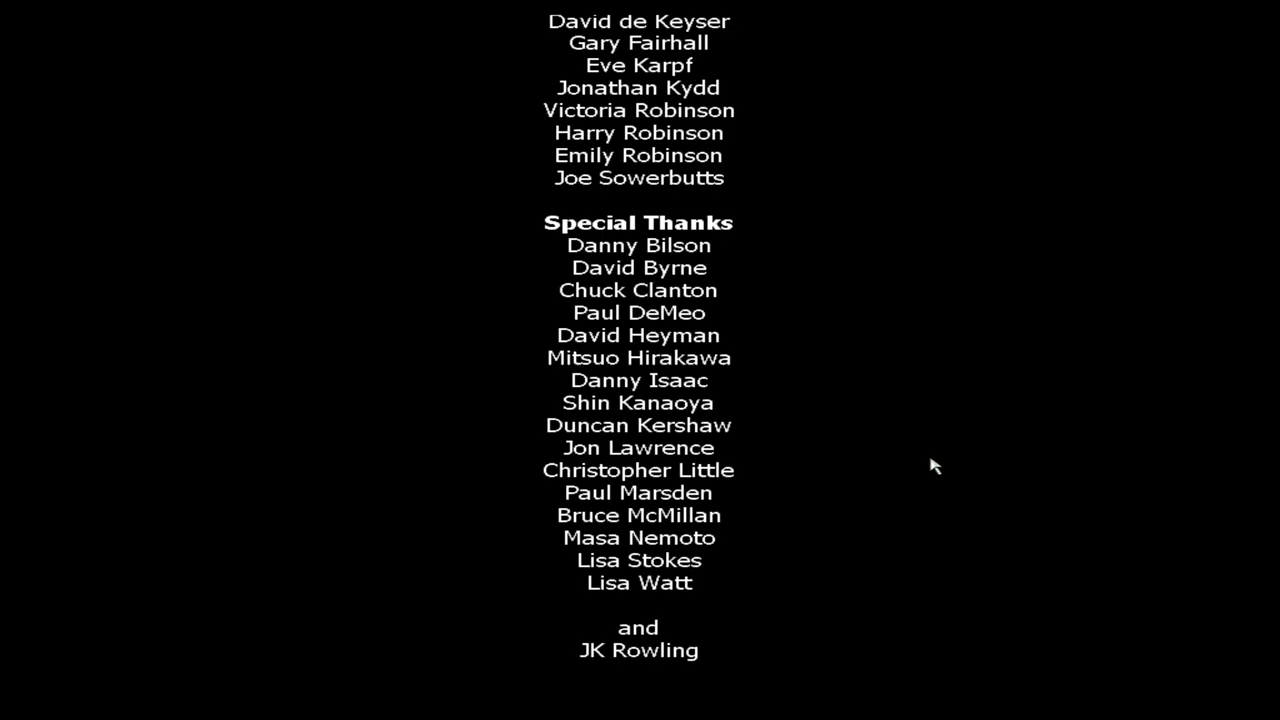 David de Keyser
Gary Fairhall
Eve Karpf
Jonathan Kydd
Victoria Robinson
Harry Robinson
Emily Robinson
Joe Sowerbutts
Special Thanks
Danny Bilson
David Byrne
Chuck Clanton
Paul DeMeo
David Heyman
Mitsuo Hirakawa
Danny Isaac
Shin Kanaoya
Duncan Kershaw
Jon Lawrence
Christopher Little
Paul Marsden
Bruce McMillan
Masa Nemoto
Lisa Stokes
Lisa Watt
and
JK Rowling